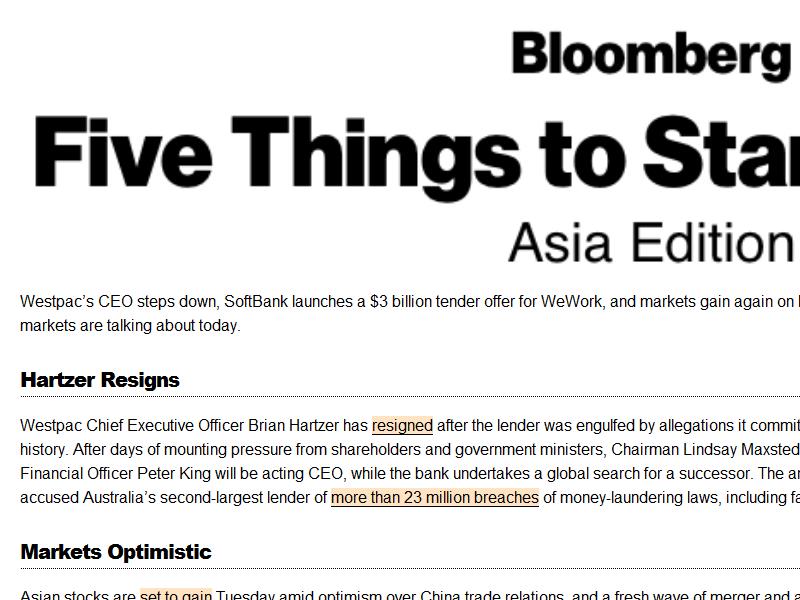 Bloomberg
Five Things to Star
Asia Edition
Westpac’s CEO steps down, SoftBank launches a $3 billion tender offer for WeWork, and markets gain again on
markets are talking about today.
Hartzer Resigns
Westpac Chief Executive Officer Brian Hartzer has resigned after the lender was engulfed by allegations it commit
history. After days of mounting pressure from shareholders and government ministers, Chairman Lindsay Maxsted
Financial Officer Peter King will be acting CEO, while the bank undertakes a global search for a successor. The
accused Australia’s second-largest lender of more than 23 million breaches of money-laundering laws, including
Markets Optimistic
Asian stocks are set to gain Tuesday amid optimism over China trade relations, and a fresh wave of merger and